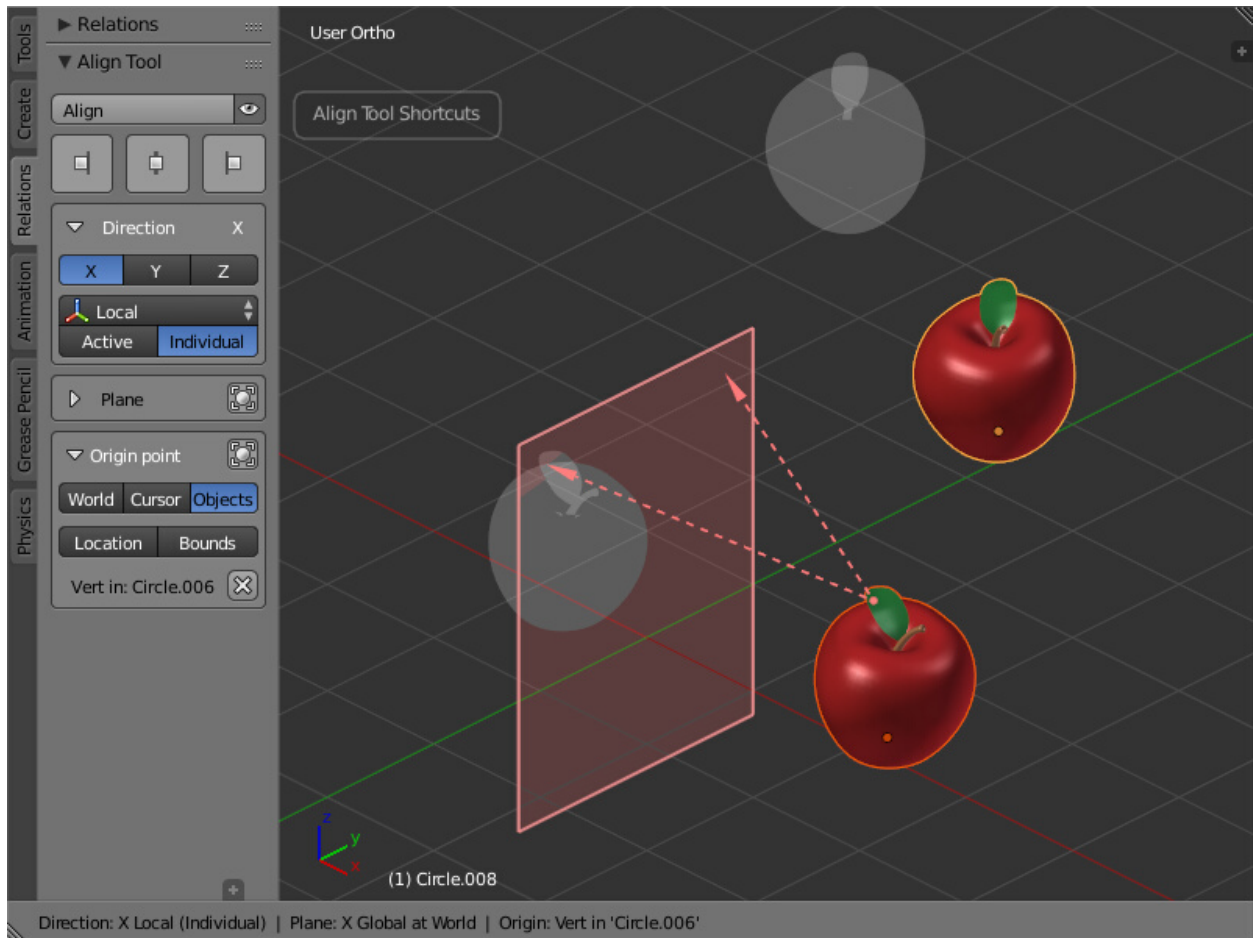 Tools
Create
Relations
Animation
Grease Pencil
Physics
Relations
Align Tool
Align
Direction X
X Y Z
Local
Active Individual
Plane
Origin point
World Cursor Objects
Location Bounds
Vert in: Circle.006
User Ortho
Align Tool Shortcuts
z
y
x
(1) Circle.008
Direction: X Local (Individual) | Plane: X Global at World | Origin: Vert in 'Circle.006'